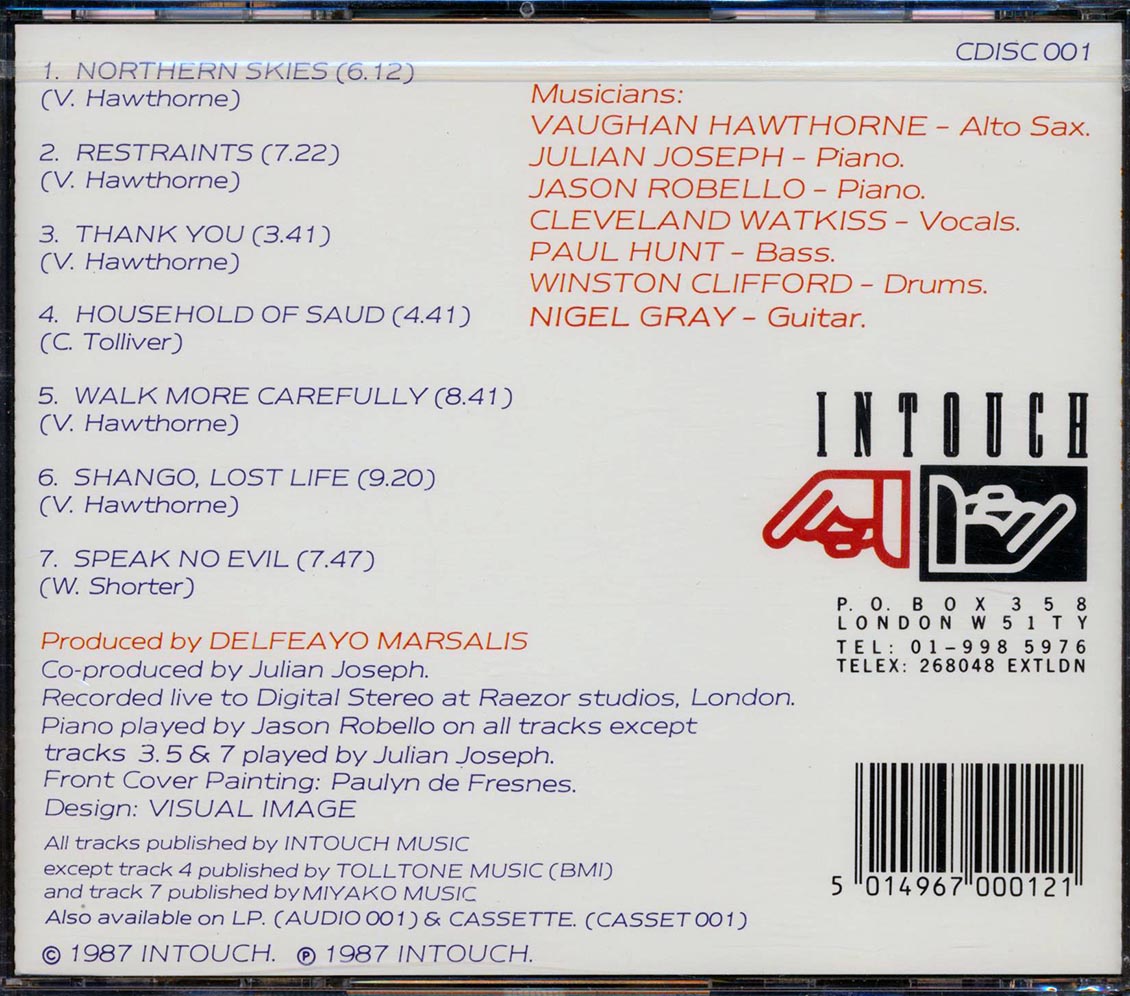 CDISC 001
1. NORTHERN SKIES (6.12)
(V. Hawthorne)
2. RESTRAINTS (7.22)
(V. Hawthorne)
3. THANK YOU (3.41)
(V. Hawthorne)
4. HOUSEHOLD OF SAUD (4.41)
(C. Tolliver)
5. WALK MORE CAREFULLY (8.41)
(V. Hawthorne)
6. SHANGO, LOST LIFE (9.20)
(V. Hawthorne)
7. SPEAK NO EVIL (7.47)
(W. Shorter)
Musicians:
VAUGHAN HAWTHORNE – Alto Sax.
JULIAN JOSEPH – Piano.
JASON ROBELLO – Piano.
CLEVELAND WATKISS – Vocals.
PAUL HUNT – Bass.
WINSTON CLIFFORD – Drums.
NIGEL GRAY – Guitar.
INTOUCH
P.O. BOX 358
LONDON W5 1TY
TEL: 01-998 5976
TELEX: 268048 EXTLDN
Produced by DELFEAYO MARSALIS
Co-produced by Julian Joseph.
Recorded live to Digital Stereo at Raezor studios, London.
Piano played by Jason Robello on all tracks except
tracks 3.5 & 7 played by Julian Joseph.
Front Cover Painting: Paulyn de Fresnes.
Design: VISUAL IMAGE
All tracks published by INTOUCH MUSIC
except track 4 published by TOLLTONE MUSIC (BMI)
and track 7 published by MIYAKO MUSIC
Also available on LP. (AUDIO 001) & CASSETTE. (CASSET 001)
© 1987 INTOUCH. ℗ 1987 INTOUCH.
5 014967 000121